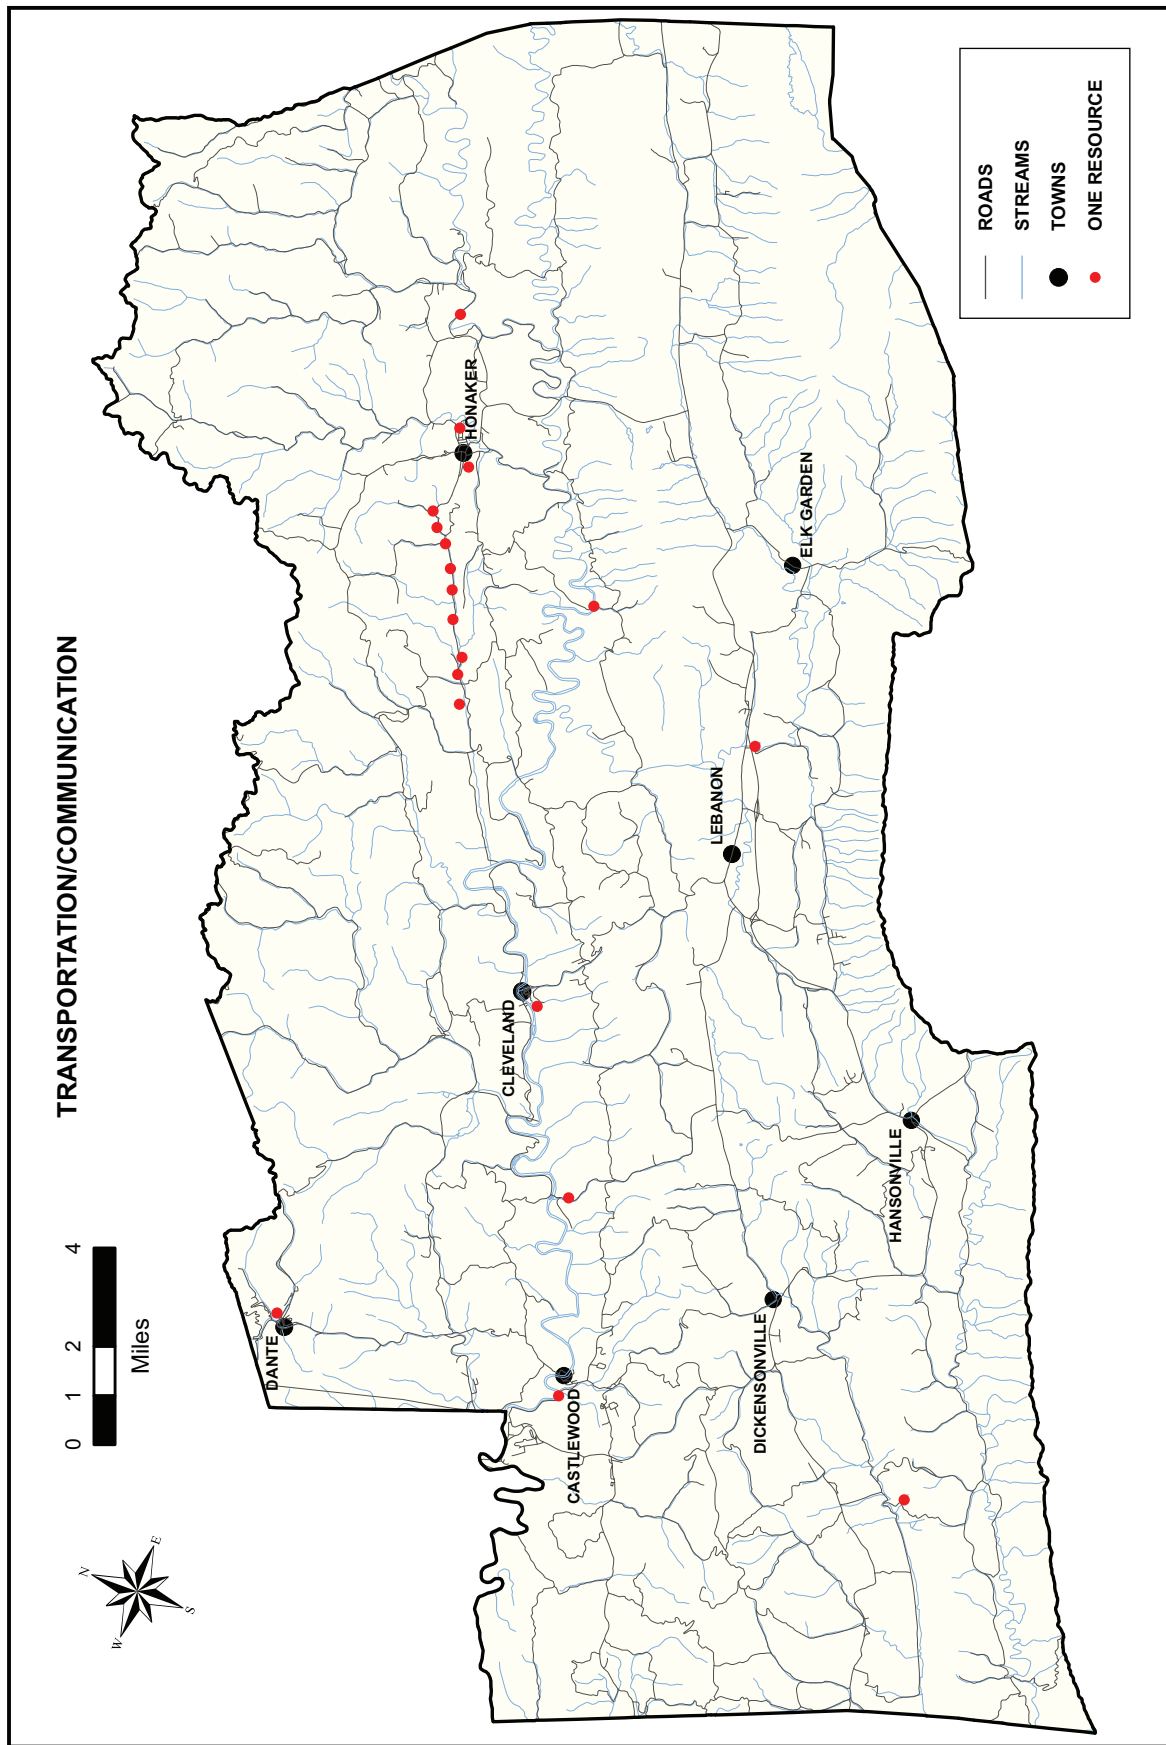 TRANSPORTATION/COMMUNICATION
0 1 2 4
Miles
N
E
S
W
DANTE
CASTLEWOOD
CLEVELAND
HONAKER
DICKENSONVILLE
HANSONVILLE
LEBANON
ELK GARDEN
ROADS
STREAMS
TOWNS
ONE RESOURCE